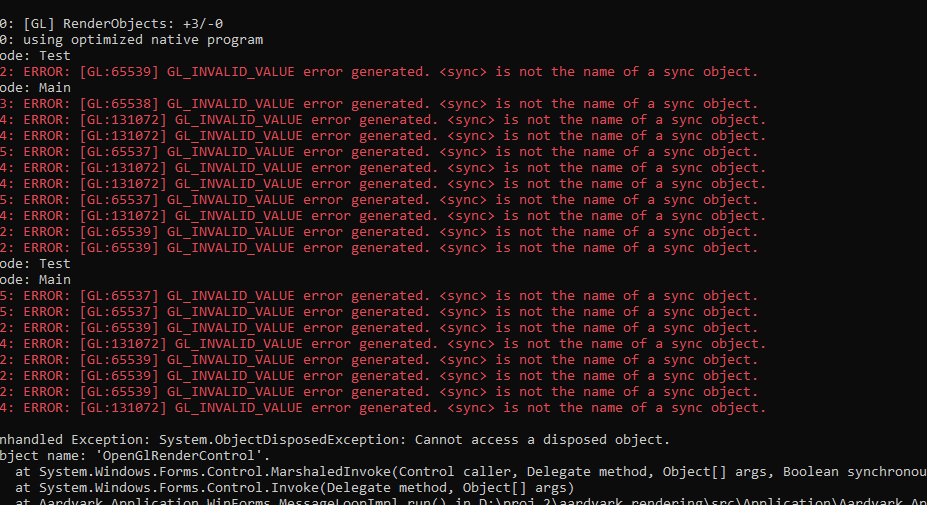 0: [GL] RenderObjects: +3/-0
0: using optimized native program
ode: Test
2: ERROR: [GL:65539] GL_INVALID_VALUE error generated. <sync> is not the name of a sync object.
ode: Main
3: ERROR: [GL:65538] GL_INVALID_VALUE error generated. <sync> is not the name of a sync object.
4: ERROR: [GL:131072] GL_INVALID_VALUE error generated. <sync> is not the name of a sync object.
4: ERROR: [GL:131072] GL_INVALID_VALUE error generated. <sync> is not the name of a sync object.
5: ERROR: [GL:65537] GL_INVALID_VALUE error generated. <sync> is not the name of a sync object.
4: ERROR: [GL:131072] GL_INVALID_VALUE error generated. <sync> is not the name of a sync object.
4: ERROR: [GL:131072] GL_INVALID_VALUE error generated. <sync> is not the name of a sync object.
5: ERROR: [GL:65537] GL_INVALID_VALUE error generated. <sync> is not the name of a sync object.
4: ERROR: [GL:131072] GL_INVALID_VALUE error generated. <sync> is not the name of a sync object.
2: ERROR: [GL:65539] GL_INVALID_VALUE error generated. <sync> is not the name of a sync object.
2: ERROR: [GL:65539] GL_INVALID_VALUE error generated. <sync> is not the name of a sync object.
ode: Test
ode: Main
5: ERROR: [GL:65537] GL_INVALID_VALUE error generated. <sync> is not the name of a sync object.
5: ERROR: [GL:65537] GL_INVALID_VALUE error generated. <sync> is not the name of a sync object.
2: ERROR: [GL:65539] GL_INVALID_VALUE error generated. <sync> is not the name of a sync object.
4: ERROR: [GL:131072] GL_INVALID_VALUE error generated. <sync> is not the name of a sync object.
2: ERROR: [GL:65539] GL_INVALID_VALUE error generated. <sync> is not the name of a sync object.
2: ERROR: [GL:65539] GL_INVALID_VALUE error generated. <sync> is not the name of a sync object.
2: ERROR: [GL:65539] GL_INVALID_VALUE error generated. <sync> is not the name of a sync object.
4: ERROR: [GL:131072] GL_INVALID_VALUE error generated. <sync> is not the name of a sync object.
nhandled Exception: System.ObjectDisposedException: Cannot access a disposed object.
bject name: 'OpenGlRenderControl'.
at System.Windows.Forms.Control.MarshaledInvoke(Control caller, Delegate method, Object[] args, Boolean synchronou
at System.Windows.Forms.Control.Invoke(Delegate method, Object[] args)
at Aardvark.Application.WinForms.MessageLoopImpl.run() in D:\proj_2\aardvark.rendering\src\Application\Aardvark.Ap